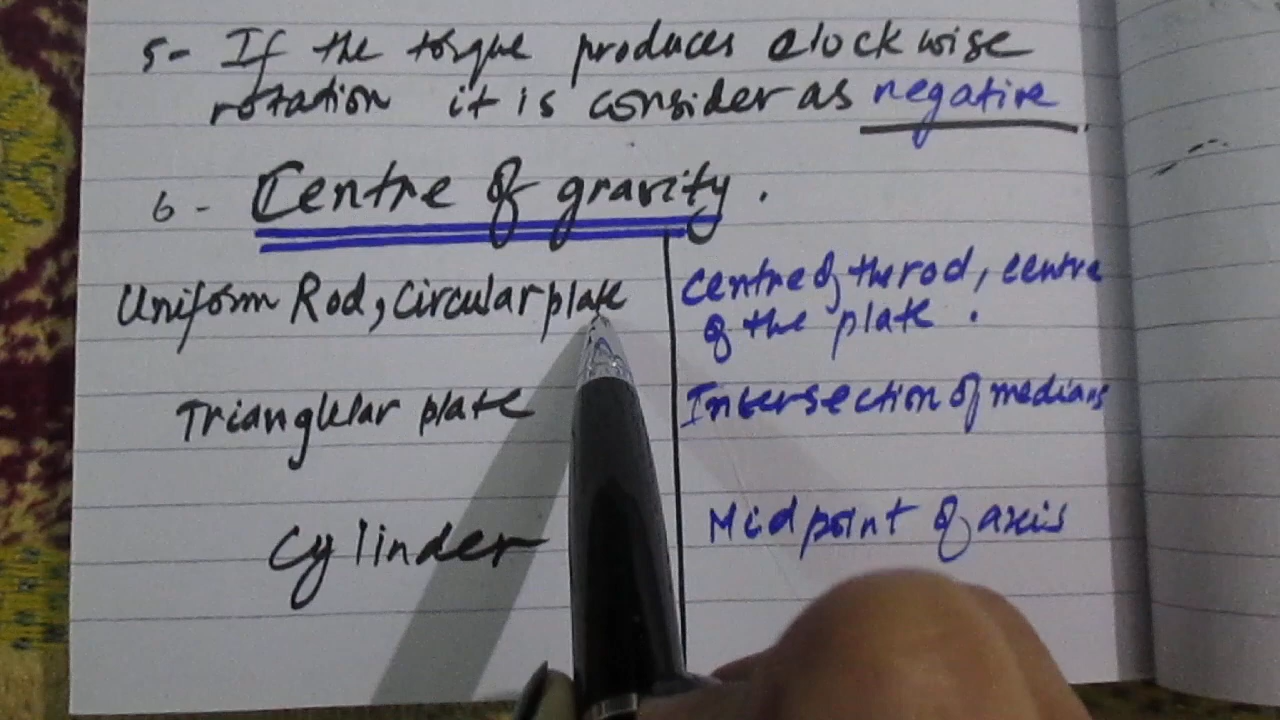 5- If the torque produces clockwise
rotation it is consider as negative.
6- Centre of gravity.
Uniform Rod, Circular plate
Centre of the rod, centre
of the plate.
Triangular plate
Intersection of medians
Cylinder
Midpoint of axis